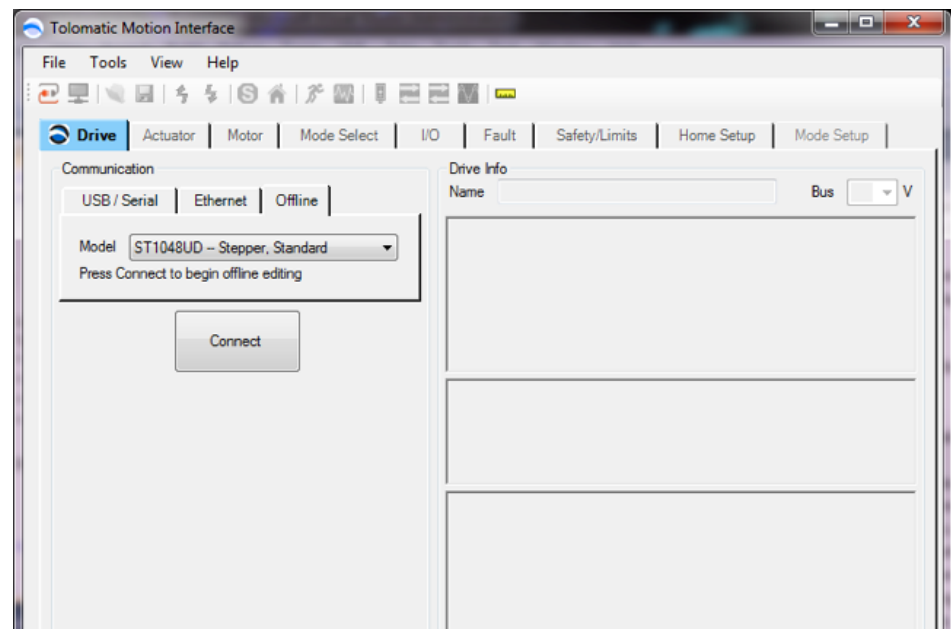 Tolomatic Motion Interface
File Tools View Help
Drive Actuator Motor Mode Select I/O Fault Safety/Limits Home Setup Mode Setup
Communication
USB / Serial Ethernet Offline
Model ST1048UD -- Stepper, Standard
Press Connect to begin offline editing
Connect
Drive Info
Name Bus V